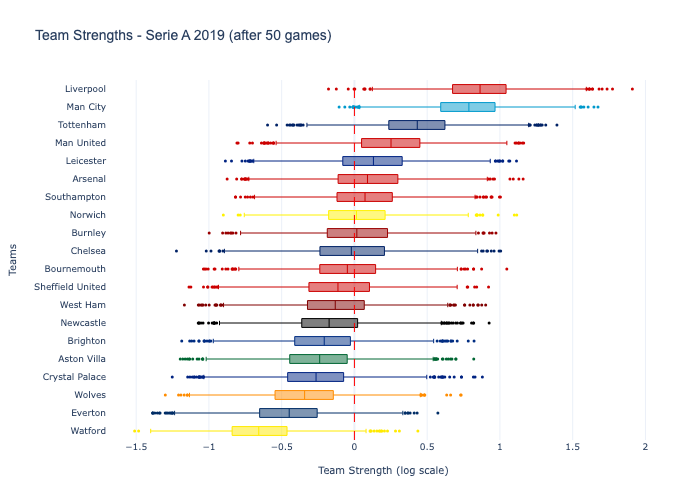 Team Strengths - Serie A 2019 (after 50 games)
Liverpool
Man City
Tottenham
Man United
Leicester
Arsenal
Southampton
Norwich
Burnley
Chelsea
Bournemouth
Sheffield United
West Ham
Newcastle
Brighton
Aston Villa
Crystal Palace
Wolves
Everton
Watford
Teams
−1.5 −1 −0.5 0 0.5 1 1.5 2
Team Strength (log scale)